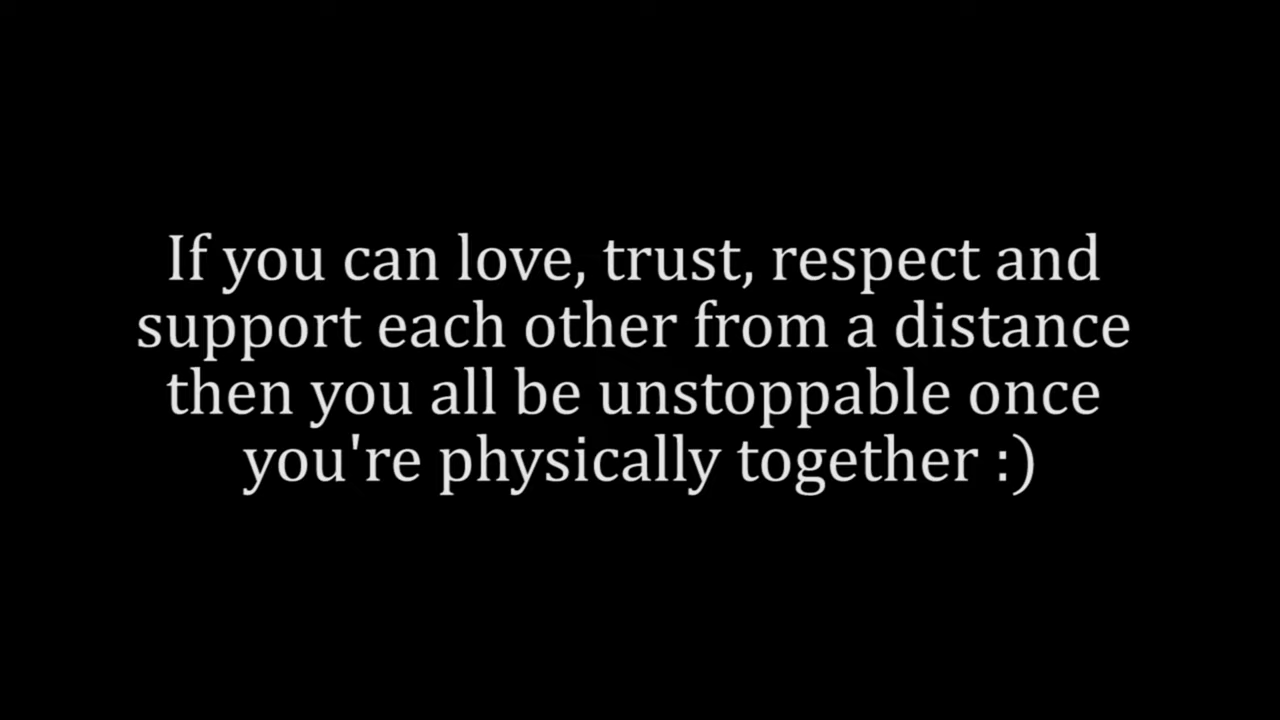 If you can love, trust, respect and
support each other from a distance
then you all be unstoppable once
you're physically together :)